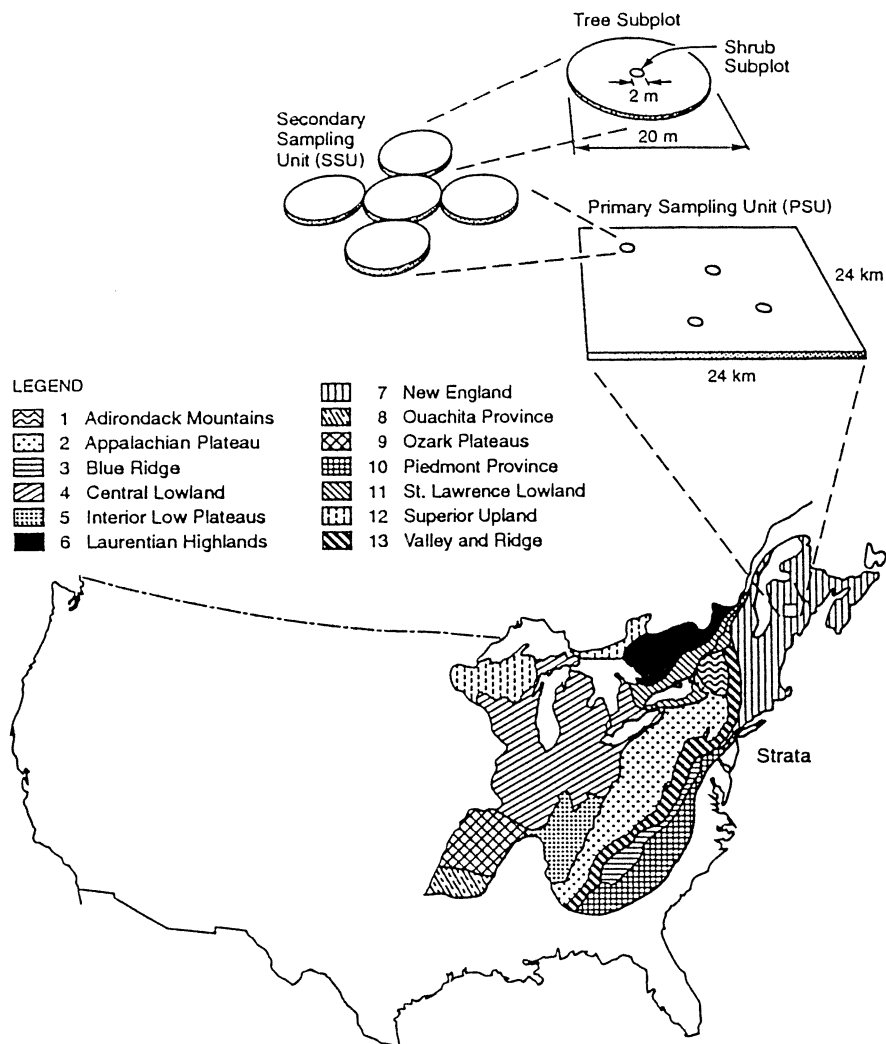 Tree Subplot
Shrub
Subplot
2 m
20 m
Secondary
Sampling
Unit (SSU)
Primary Sampling Unit (PSU)
24 km
24 km
LEGEND
1 Adirondack Mountains
2 Appalachian Plateau
3 Blue Ridge
4 Central Lowland
5 Interior Low Plateaus
6 Laurentian Highlands
7 New England
8 Ouachita Province
9 Ozark Plateaus
10 Piedmont Province
11 St. Lawrence Lowland
12 Superior Upland
13 Valley and Ridge
Strata